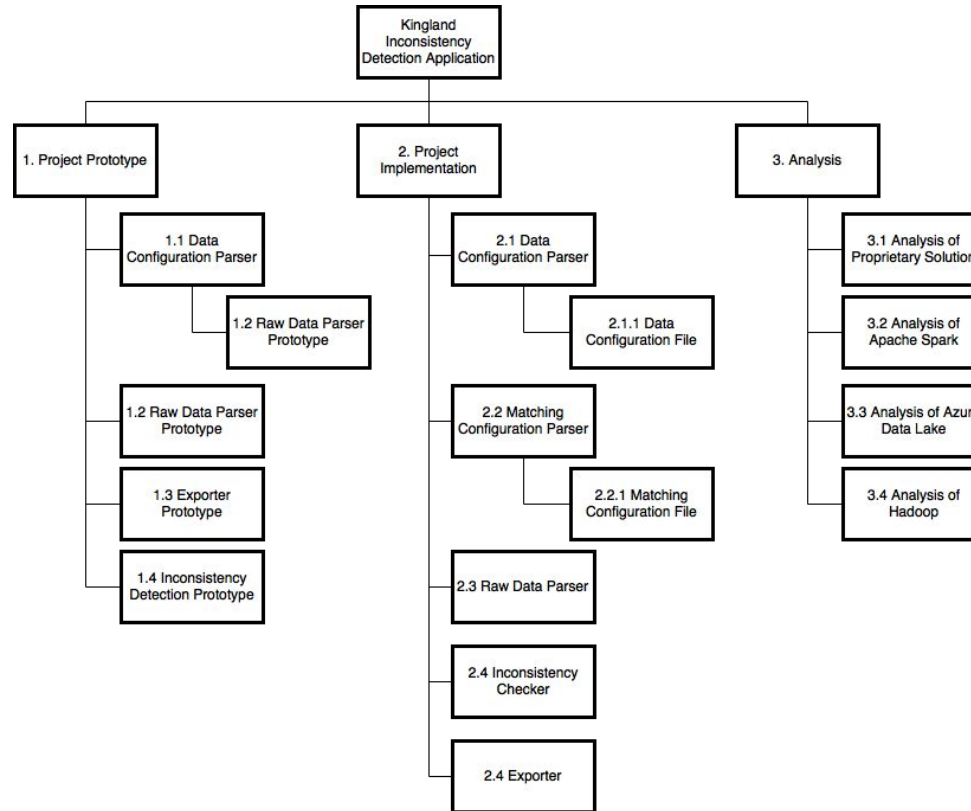 Kingland
Inconsistency
Detection Application
1. Project Prototype
2. Project
Implementation
3. Analysis
1.1 Data
Configuration Parser
1.2 Raw Data Parser
Prototype
1.2 Raw Data Parser
Prototype
1.3 Exporter
Prototype
1.4 Inconsistency
Detection Prototype
2.1 Data
Configuration Parser
2.1.1 Data
Configuration File
2.2 Matching
Configuration Parser
2.2.1 Matching
Configuration File
2.3 Raw Data Parser
2.4 Inconsistency
Checker
2.4 Exporter
3.1 Analysis of
Proprietary Solution
3.2 Analysis of
Apache Spark
3.3 Analysis of Azure
Data Lake
3.4 Analysis of
Hadoop